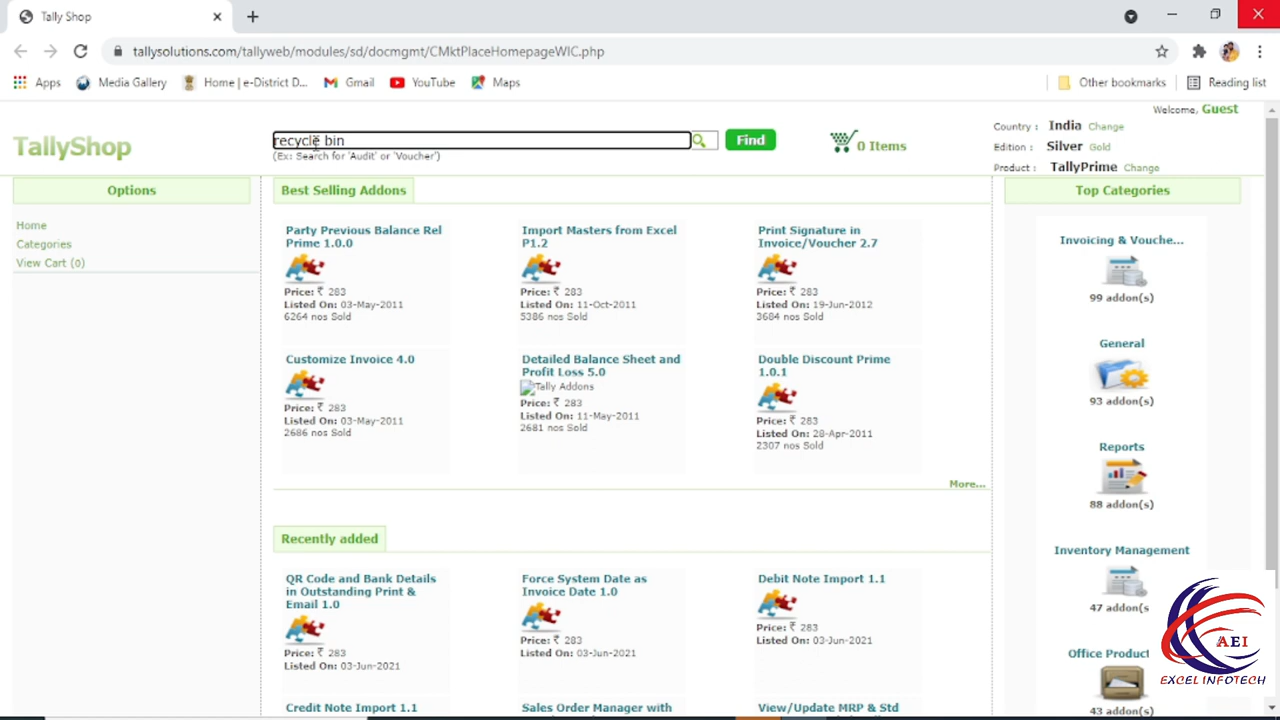 Tally Shop
tallysolutions.com/tallyweb/modules/sd/docmgmt/CMktPlaceHomepageWIC.php
Apps
Media Gallery
Home | e-District D...
Gmail
YouTube
Maps
Other bookmarks
Reading list
Welcome, Guest
TallyShop
recycle bin
Find
(Ex: Search for 'Audit' or 'Voucher')
0 Items
Country : India Change
Edition : Silver Gold
Product : TallyPrime Change
Options
Home
Categories
View Cart (0)
Best Selling Addons
Party Previous Balance Rel
Prime 1.0.0
Price: ₹ 283
Listed On: 03-May-2011
6264 nos Sold
Import Masters from Excel
P1.2
Price: ₹ 283
Listed On: 11-Oct-2011
5386 nos Sold
Print Signature in
Invoice/Voucher 2.7
Price: ₹ 283
Listed On: 19-Jun-2012
3684 nos Sold
Customize Invoice 4.0
Price: ₹ 283
Listed On: 03-May-2011
2686 nos Sold
Detailed Balance Sheet and
Profit Loss 5.0
Tally Addons
Price: ₹ 283
Listed On: 11-May-2011
2681 nos Sold
Double Discount Prime
1.0.1
Price: ₹ 283
Listed On: 28-Apr-2011
2307 nos Sold
More...
Recently added
QR Code and Bank Details
in Outstanding Print &
Email 1.0
Price: ₹ 283
Listed On: 03-Jun-2021
Force System Date as
Invoice Date 1.0
Price: ₹ 283
Listed On: 03-Jun-2021
Debit Note Import 1.1
Price: ₹ 283
Listed On: 03-Jun-2021
Credit Note Import 1.1
Sales Order Manager with
View/Update MRP & Std
Top Categories
Invoicing & Vouche...
99 addon(s)
General
93 addon(s)
Reports
88 addon(s)
Inventory Management
47 addon(s
Office Product
43 addon(s)
AEI
EXCEL INFOTECH